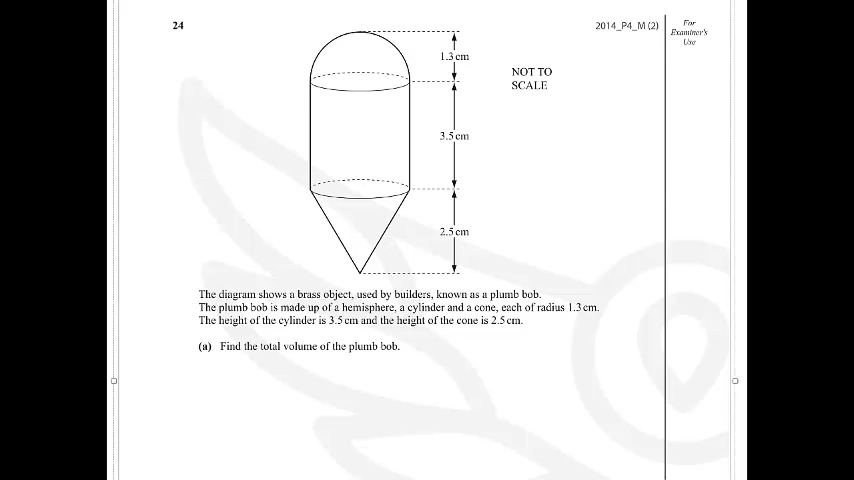 24
2014_P4_M (2)
For
Examiner's
Use
1.3 cm
NOT TO
SCALE
3.5 cm
2.5 cm
The diagram shows a brass object, used by builders, known as a plumb bob.
The plumb bob is made up of a hemisphere, a cylinder and a cone, each of radius 1.3 cm.
The height of the cylinder is 3.5 cm and the height of the cone is 2.5 cm.
(a) Find the total volume of the plumb bob.